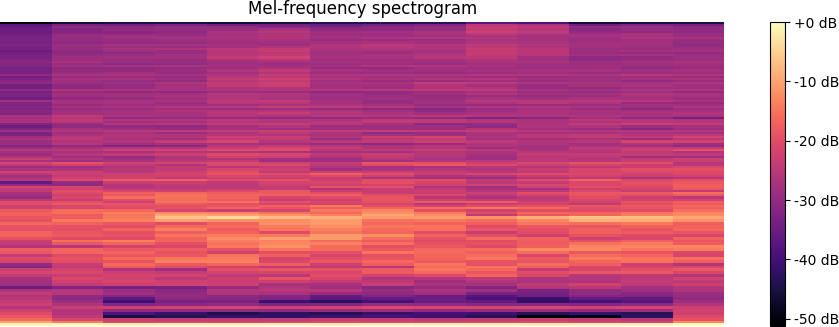 Mel-frequency spectrogram
+0 dB
-10 dB
-20 dB
-30 dB
-40 dB
-50 dB